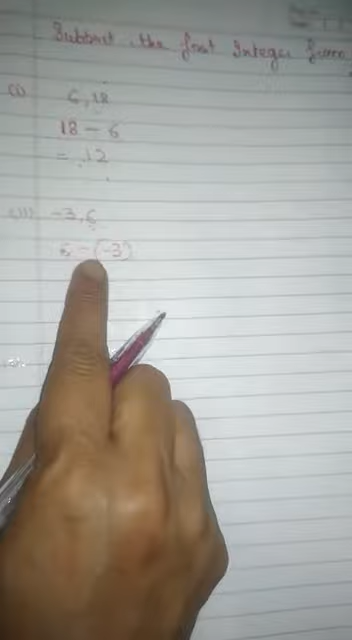 Subtract the first Integer from
(i) 6, 18
18 - 6
= 12
(iii) -3, 6
6 - (-3)